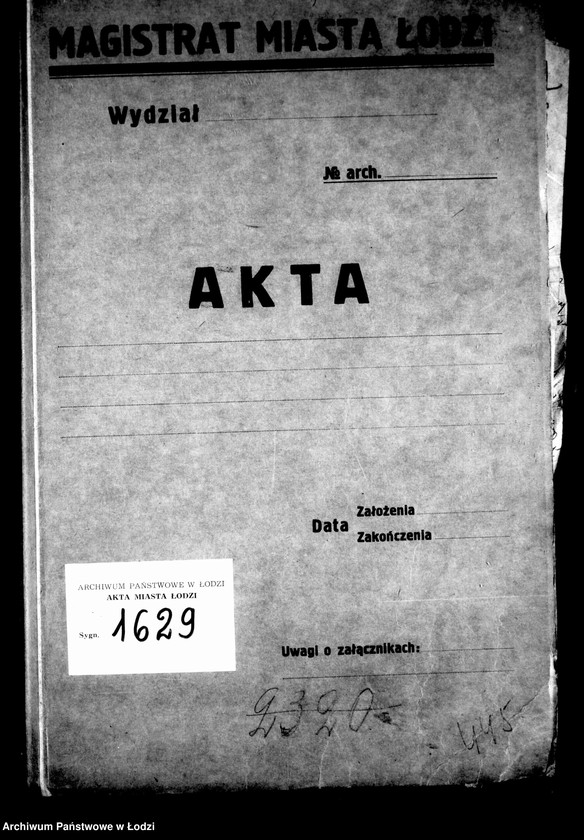 MAGISTRAT MIASTA ŁODZI
Wydział
№ arch.
AKTA
Data Założenia
Zakończenia
ARCHIWUM PAŃSTWOWE W ŁODZI
AKTA MIASTA ŁODZI
Sygn. 1629
Uwagi o załącznikach:
2320.-
445
Archiwum Państwowe w Łodzi